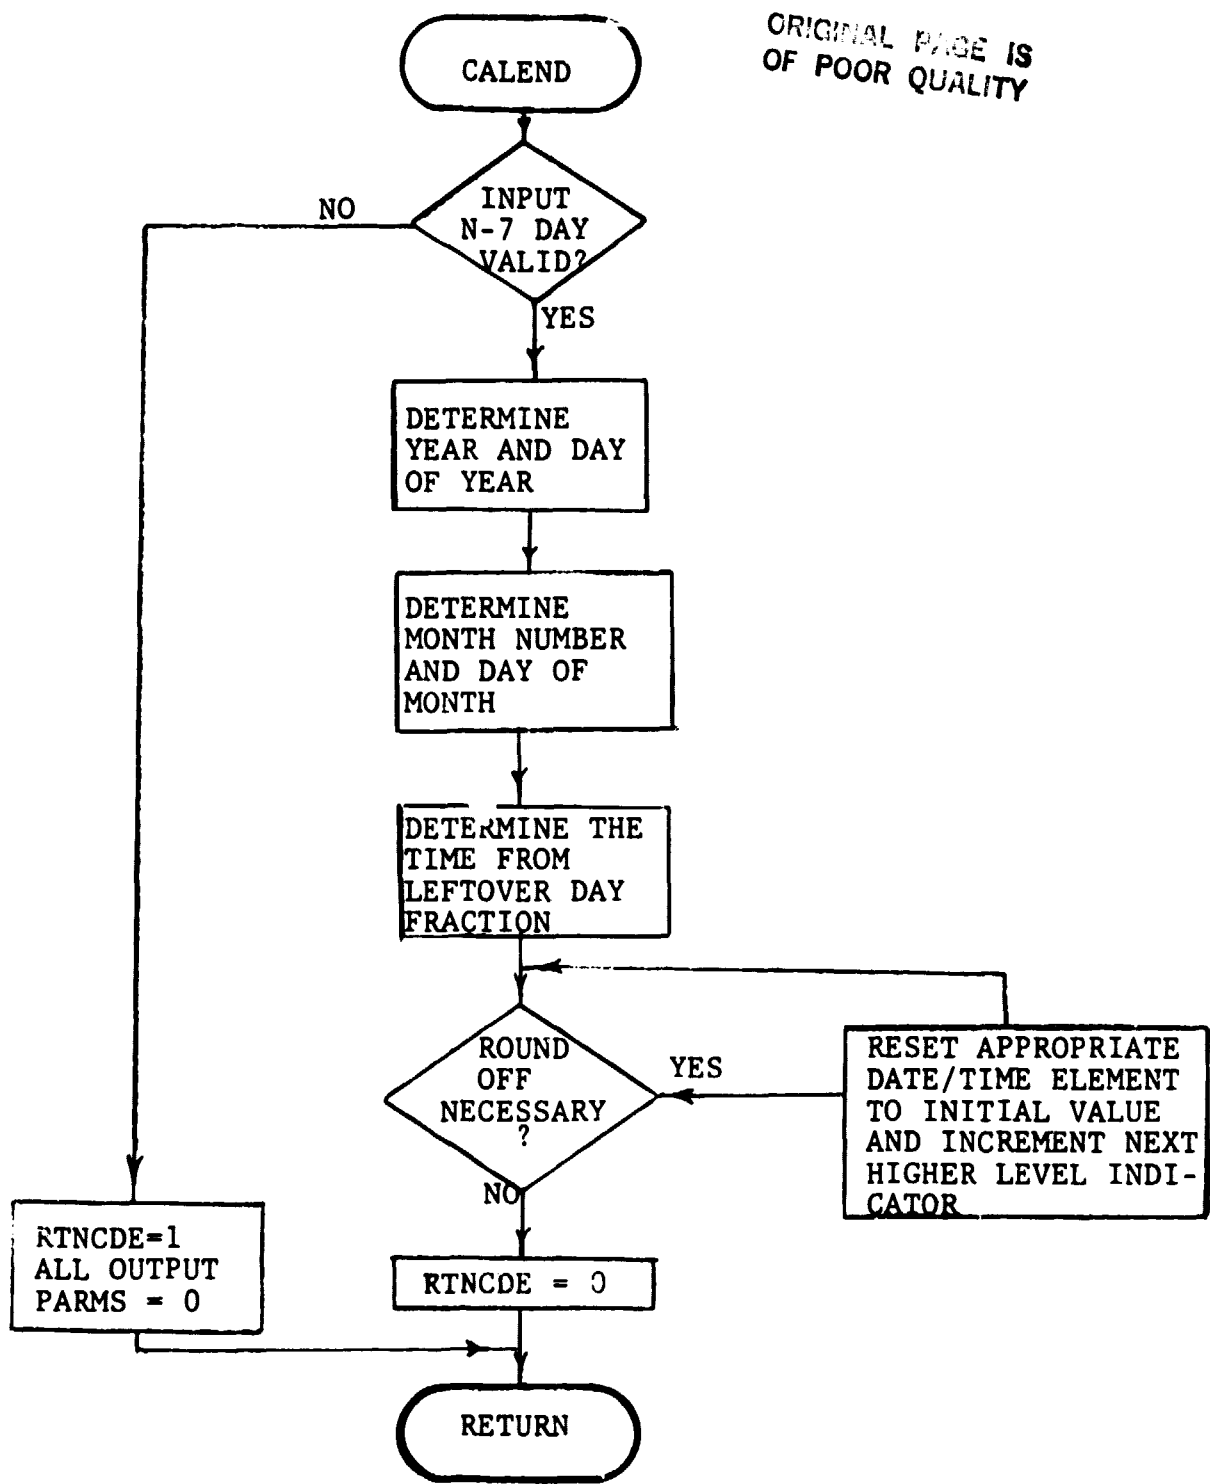 ORIGINAL PAGE IS
OF POOR QUALITY
CALEND
INPUT
N-7 DAY
VALID?
NO
YES
DETERMINE
YEAR AND DAY
OF YEAR
DETERMINE
MONTH NUMBER
AND DAY OF
MONTH
DETERMINE THE
TIME FROM
LEFTOVER DAY
FRACTION
ROUND
OFF
NECESSARY
?
YES
RESET APPROPRIATE
DATE/TIME ELEMENT
TO INITIAL VALUE
AND INCREMENT NEXT
HIGHER LEVEL INDI-
CATOR
NO
RTNCDE=1
ALL OUTPUT
PARMS = 0
RTNCDE = 0
RETURN